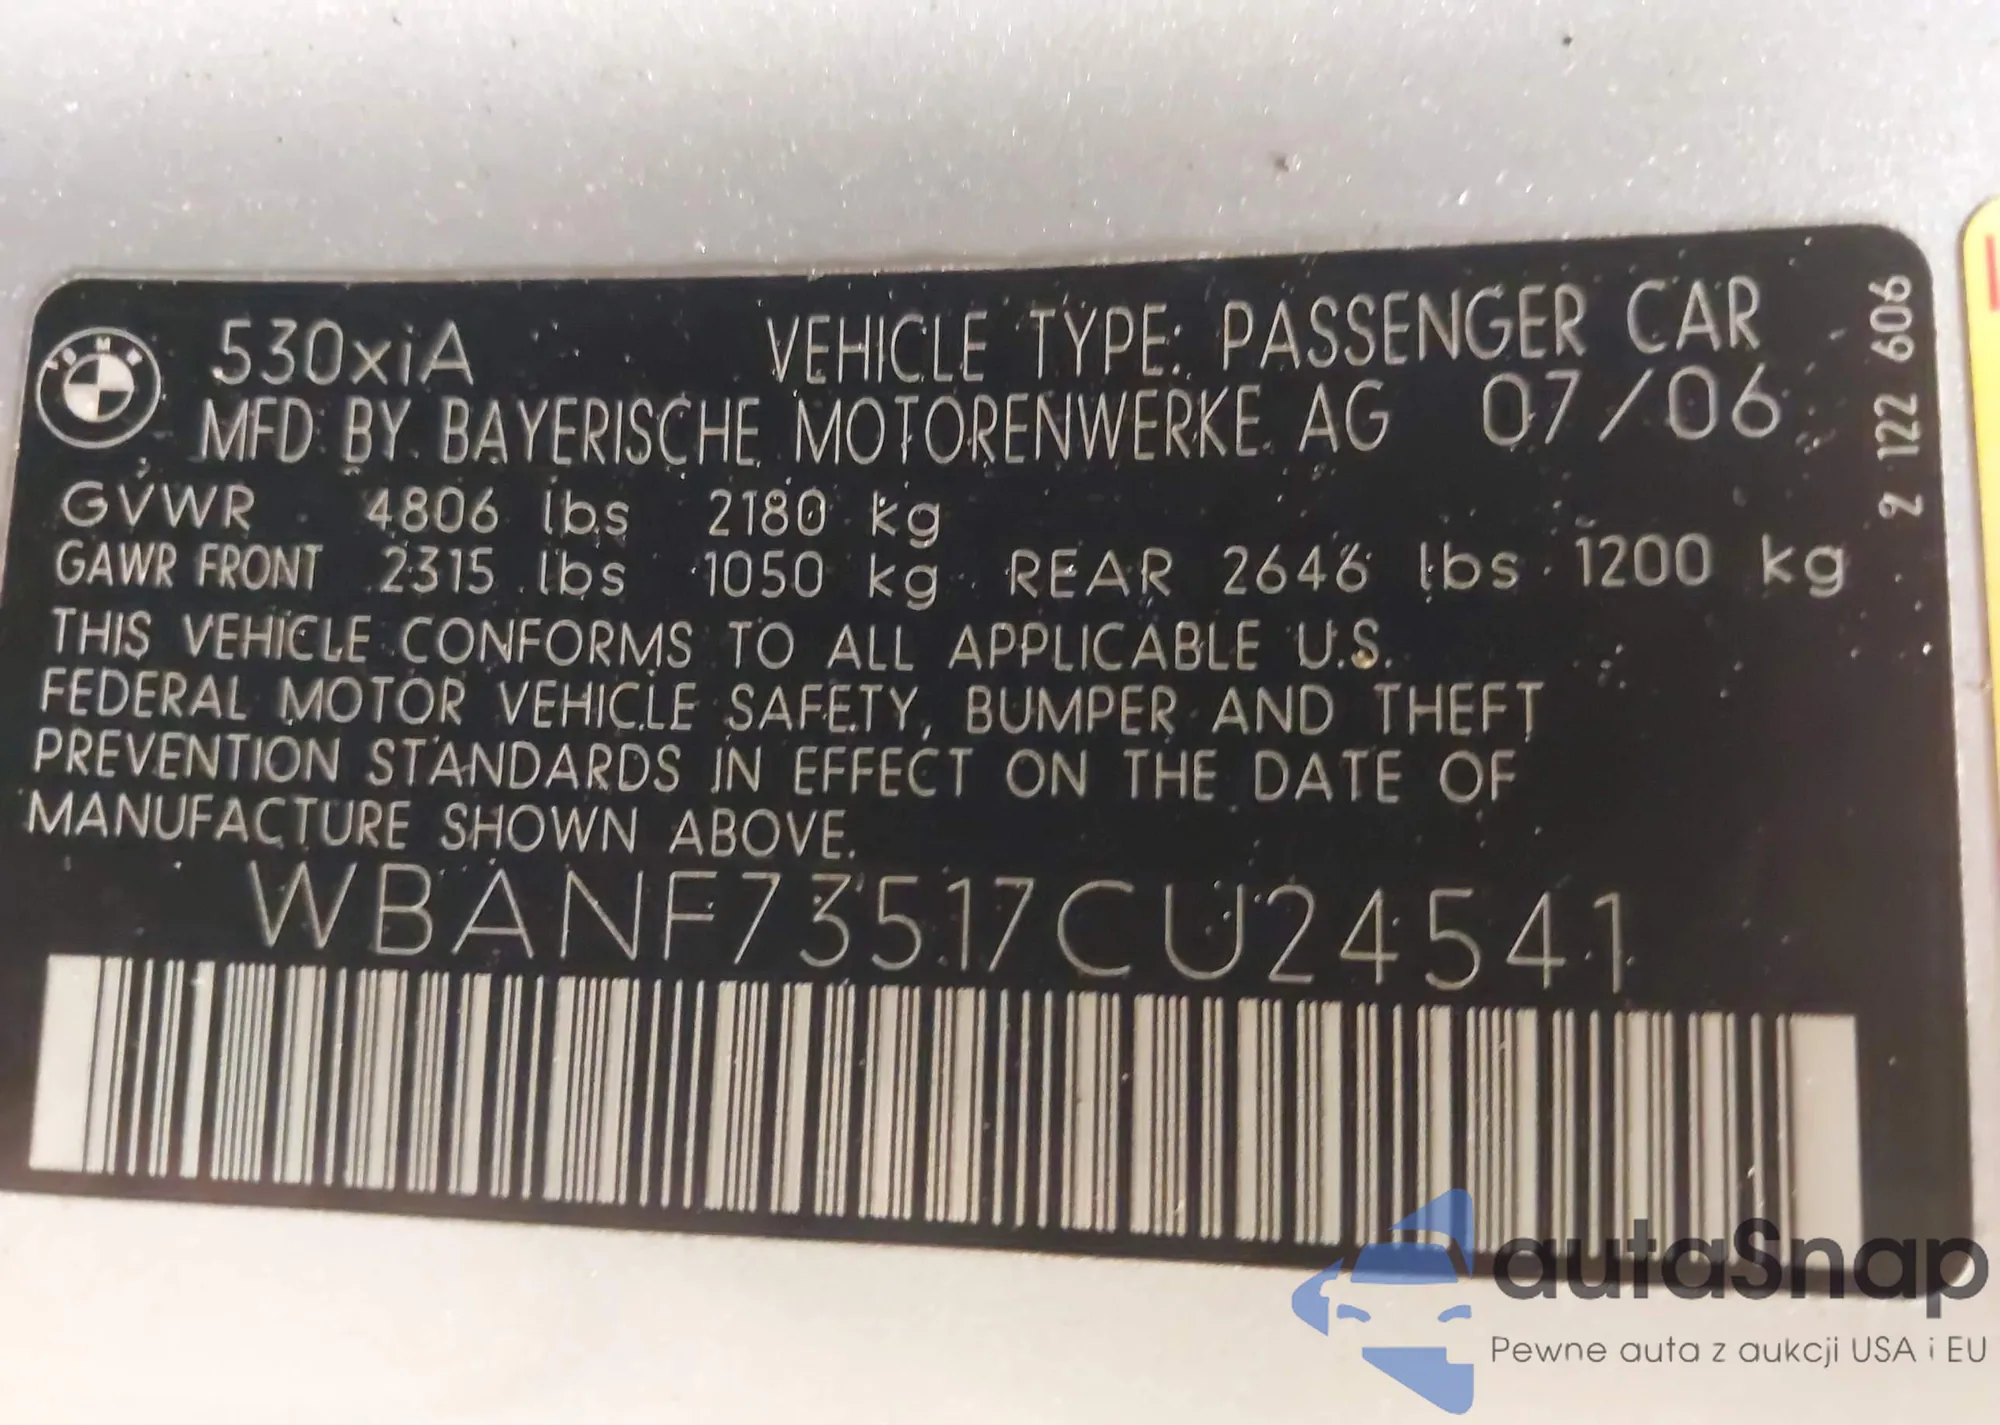 BMW
530xiA VEHICLE TYPE: PASSENGER CAR
MFD BY BAYERISCHE MOTORENWERKE AG 07/06
GVWR 4806 lbs 2180 kg
GAWR FRONT 2315 lbs 1050 kg REAR 2646 lbs 1200 kg
THIS VEHICLE CONFORMS TO ALL APPLICABLE U.S.
FEDERAL MOTOR VEHICLE SAFETY, BUMPER AND THEFT
PREVENTION STANDARDS IN EFFECT ON THE DATE OF
MANUFACTURE SHOWN ABOVE.
WBANF73517CU24541
2 122 606
autaSnap
Pewne auta z aukcji USA i EU